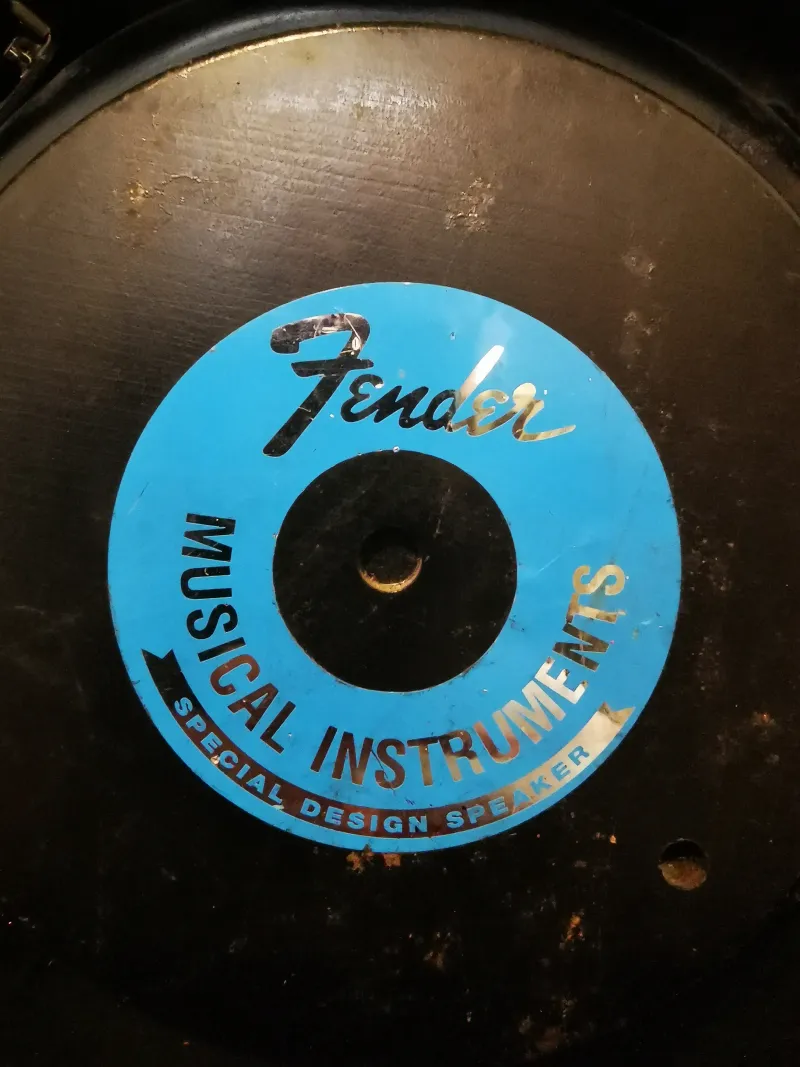 Fender
MUSICAL INSTRUMENTS
SPECIAL DESIGN SPEAKER